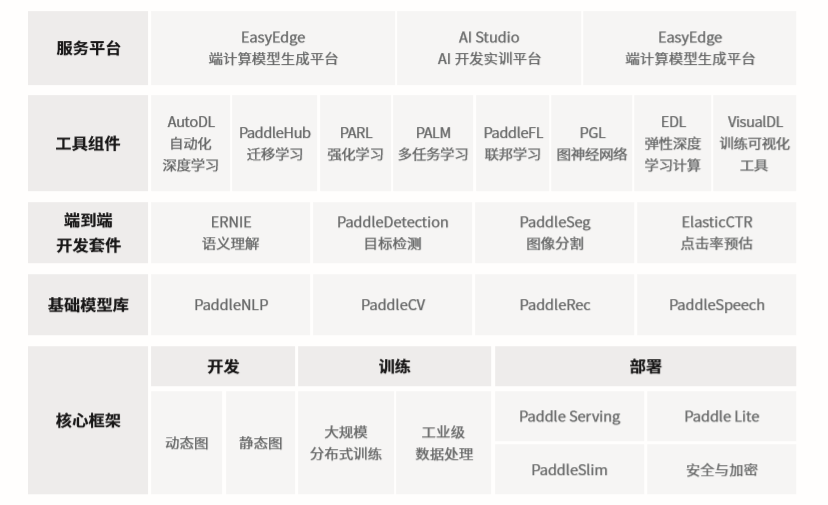 服务平台
EasyEdge
端计算模型生成平台
AI Studio
AI 开发实训平台
EasyEdge
端计算模型生成平台
工具组件
AutoDL
自动化
深度学习
PaddleHub
迁移学习
PARL
强化学习
PALM
多任务学习
PaddleFL
联邦学习
PGL
图神经网络
EDL
弹性深度
学习计算
VisualDL
训练可视化
工具
端到端
开发套件
ERNIE
语义理解
PaddleDetection
目标检测
PaddleSeg
图像分割
ElasticCTR
点击率预估
基础模型库
PaddleNLP
PaddleCV
PaddleRec
PaddleSpeech
核心框架
开发
训练
部署
动态图
静态图
大规模
分布式训练
工业级
数据处理
Paddle Serving
Paddle Lite
PaddleSlim
安全与加密